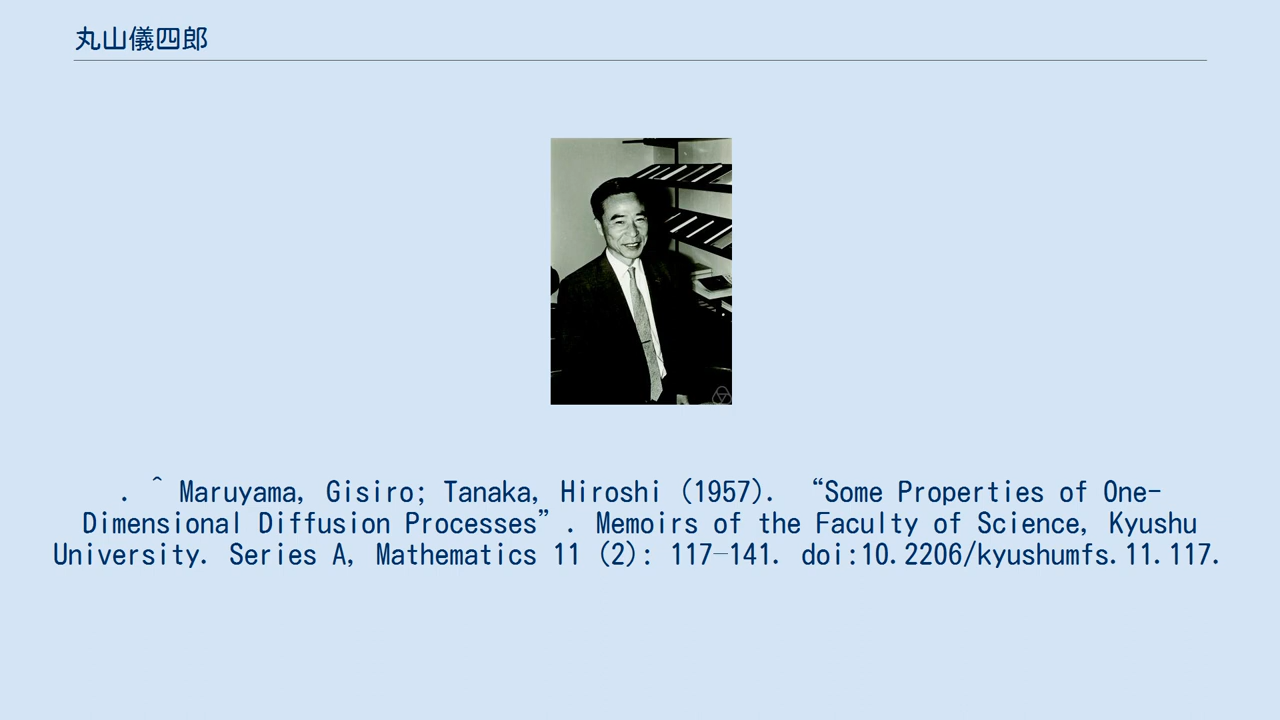 丸山儀四郎
. ^ Maruyama, Gisiro; Tanaka, Hiroshi (1957). “Some Properties of One-
Dimensional Diffusion Processes”. Memoirs of the Faculty of Science, Kyushu
University. Series A, Mathematics 11 (2): 117–141. doi:10.2206/kyushumfs.11.117.